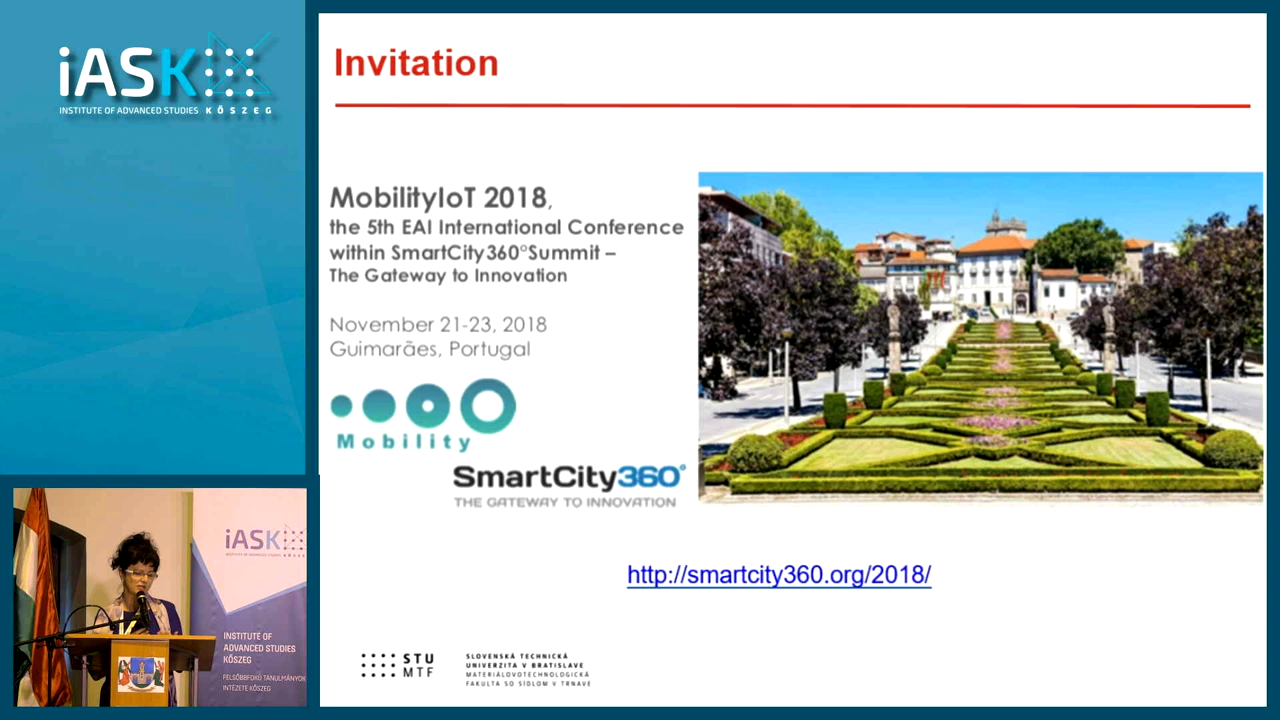 iASK
INSTITUTE OF ADVANCED STUDIES KŐSZEG
Invitation
MobilityIoT 2018,
the 5th EAI International Conference
within SmartCity360°Summit –
The Gateway to Innovation
November 21-23, 2018
Guimarães, Portugal
Mobility
SmartCity360°
THE GATEWAY TO INNOVATION
http://smartcity360.org/2018/
STU
MTF
SLOVENSKÁ TECHNICKÁ
UNIVERZITA V BRATISLAVE
MATERIÁLOVOTECHNOLOGICKÁ
FAKULTA SO SÍDLOM V TRNAVE
iASK
INSTITUTE OF
ADVANCED STUDIES
KŐSZEG
FELSŐBBFOKÚ TANULMÁNYOK
INTÉZETE KŐSZEG